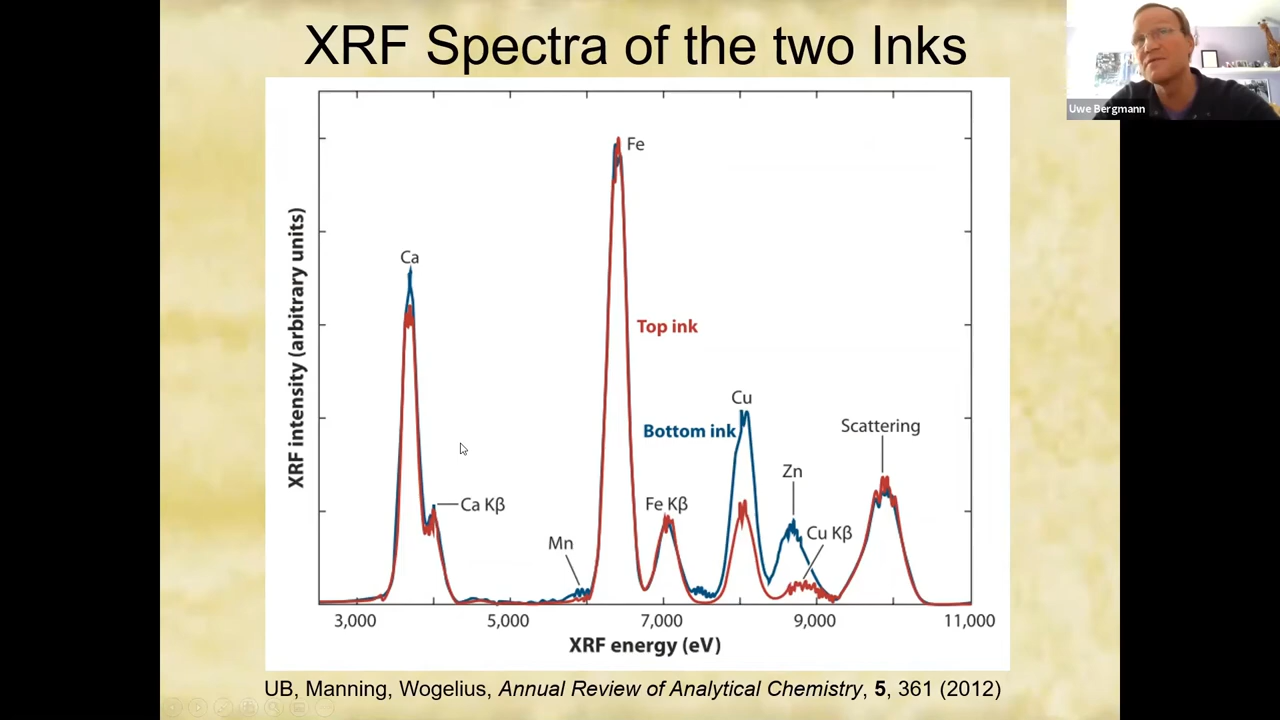 XRF Spectra of the two Inks
Uwe Bergmann
XRF intensity (arbitrary units)
Fe
Ca
Top ink
Cu
Bottom ink
Scattering
Zn
Ca Kβ
Fe Kβ
Cu Kβ
Mn
3,000 5,000 7,000 9,000 11,000
XRF energy (eV)
UB, Manning, Wogelius, Annual Review of Analytical Chemistry, 5, 361 (2012)